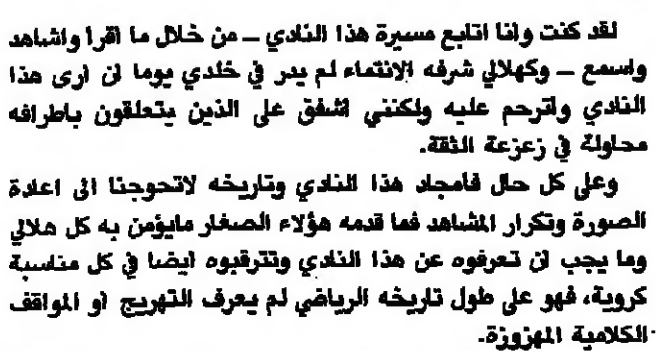 لقد كنت وانا اتابع مسيرة هذا النادي ــ من خلال ما اقرا واشاهد
واسمع ــ وكهلالي شرفه الانتماء لم يدر في خلدي يوما ان ارى هذا
النادي واترحم عليه ولكنني اشفق على الذين يتعلقون باطرافه
محاولة في زعزعة الثقة.
وعلى كل حال فأمجاد هذا النادي وتاريخه لاتحوجنا الى اعادة
الصورة وتكرار المشاهد فما قدمه هؤلاء الصغار مايؤمن به كل هلالي
وما يجب ان تعرفوه عن هذا النادي وتترقبوه ايضا في كل مناسبة
كروية، فهو على طول تاريخه الرياضي لم يعرف التهريج او المواقف
الكلامية المهزوزة.